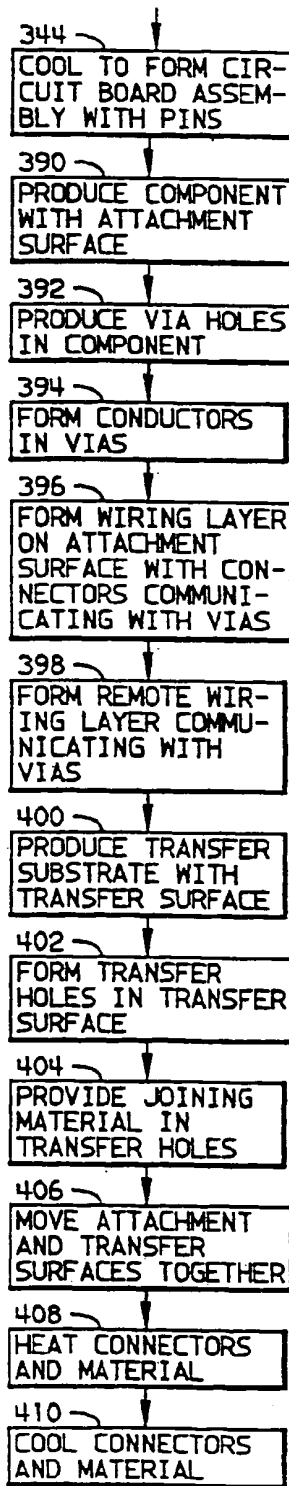 344
COOL TO FORM CIR-
CUIT BOARD ASSEM-
BLY WITH PINS
390
PRODUCE COMPONENT
WITH ATTACHMENT
SURFACE
392
PRODUCE VIA HOLES
IN COMPONENT
394
FORM CONDUCTORS
IN VIAS
396
FORM WIRING LAYER
ON ATTACHMENT
SURFACE WITH CON-
NECTORS COMMUNI-
CATING WITH VIAS
398
FORM REMOTE WIR-
ING LAYER COMMU-
NICATING WITH
VIAS
400
PRODUCE TRANSFER
SUBSTRATE WITH
TRANSFER SURFACE
402
FORM TRANSFER
HOLES IN TRANSFER
SURFACE
404
PROVIDE JOINING
MATERIAL IN
TRANSFER HOLES
406
MOVE ATTACHMENT
AND TRANSFER
SURFACES TOGETHER
408
HEAT CONNECTORS
AND MATERIAL
410
COOL CONNECTORS
AND MATERIAL